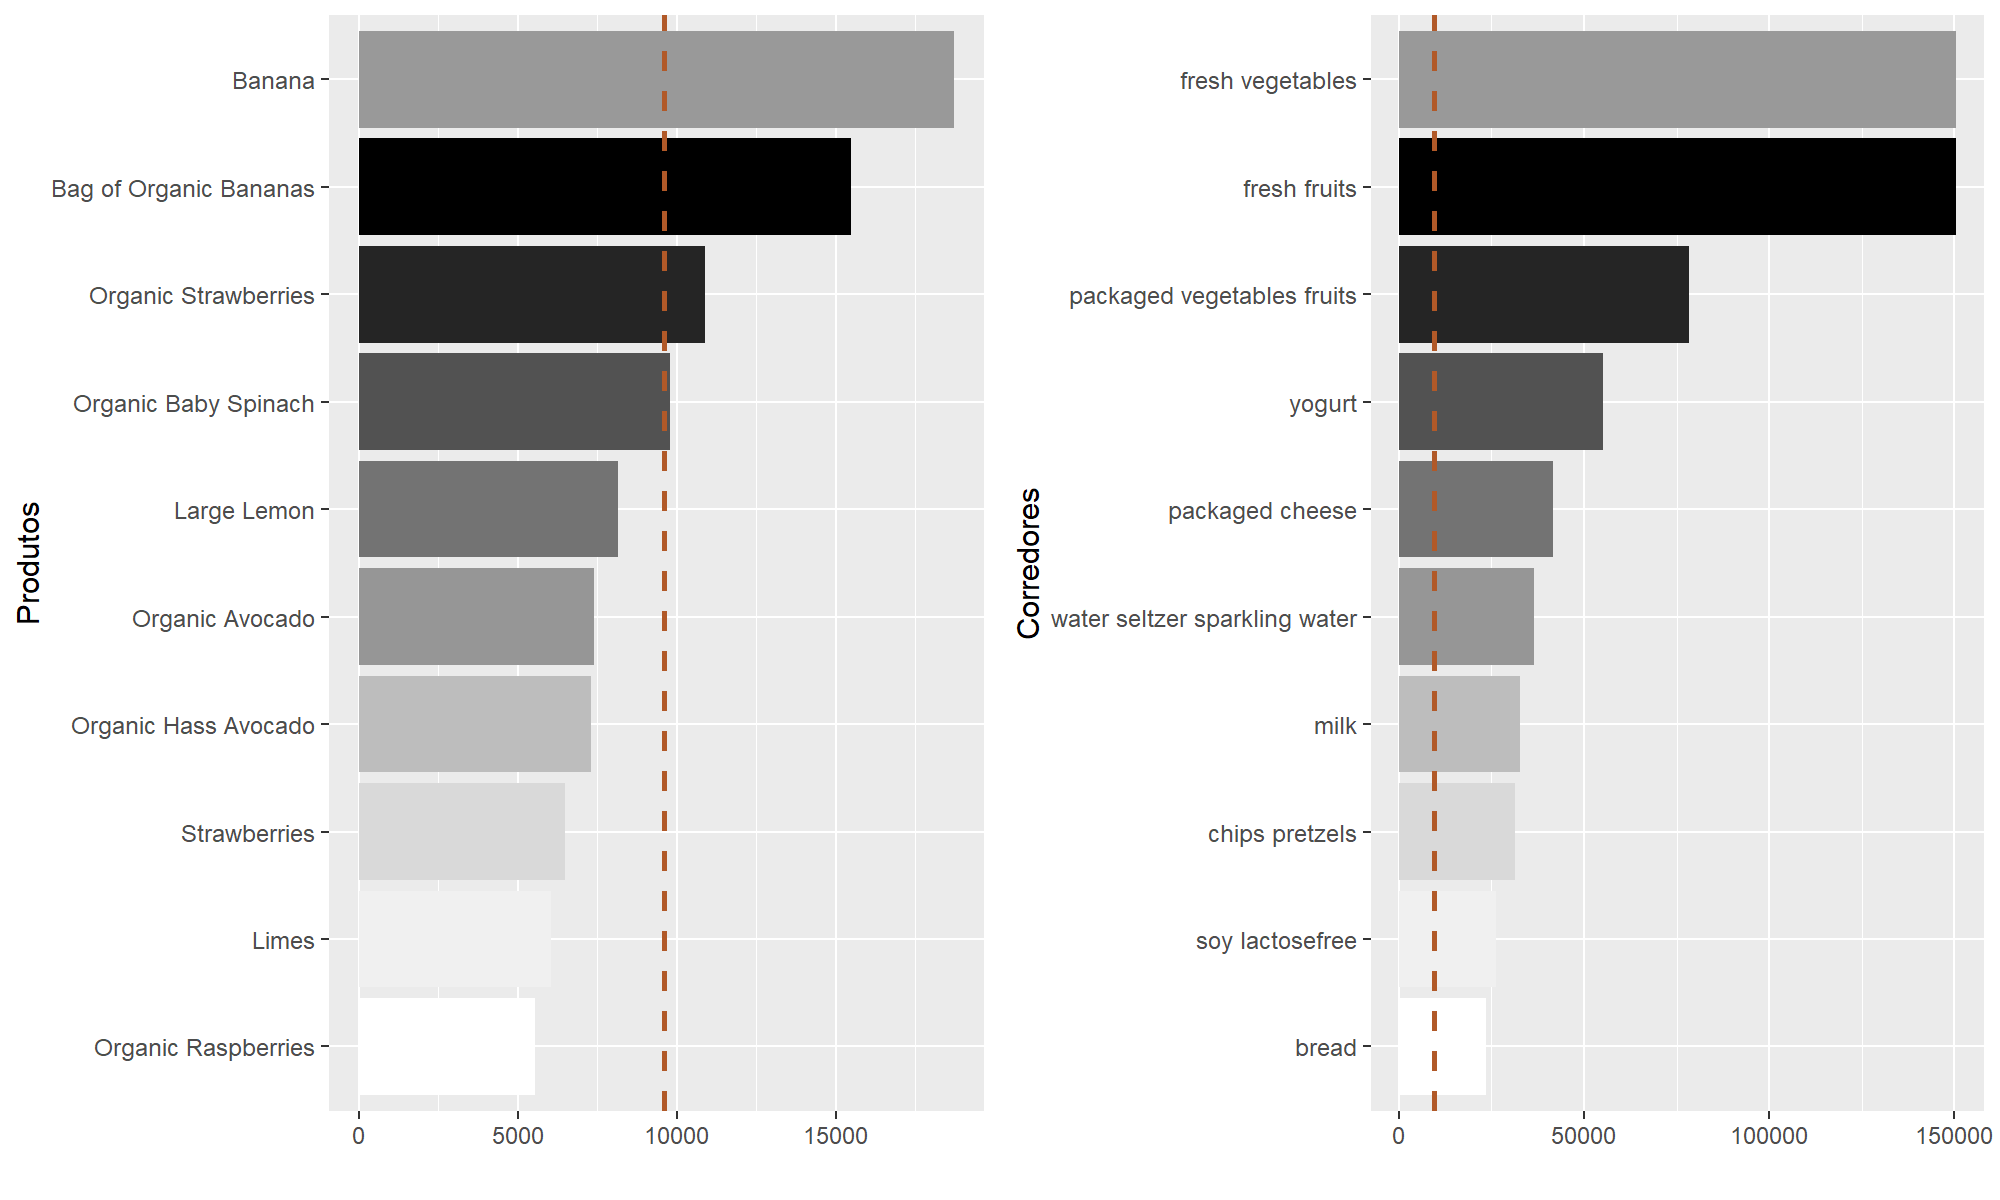 Produtos
Banana
Bag of Organic Bananas
Organic Strawberries
Organic Baby Spinach
Large Lemon
Organic Avocado
Organic Hass Avocado
Strawberries
Limes
Organic Raspberries
0 5000 10000 15000
Corredores
fresh vegetables
fresh fruits
packaged vegetables fruits
yogurt
packaged cheese
water seltzer sparkling water
milk
chips pretzels
soy lactosefree
bread
0 50000 100000 150000